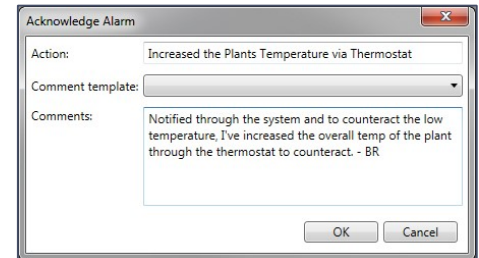 Acknowledge Alarm
Action:
Increased the Plants Temperature via Thermostat
Comment template:
Comments:
Notified through the system and to counteract the low
temperature, I've increased the overall temp of the plant
through the thermostat to counteract. - BR
OK
Cancel